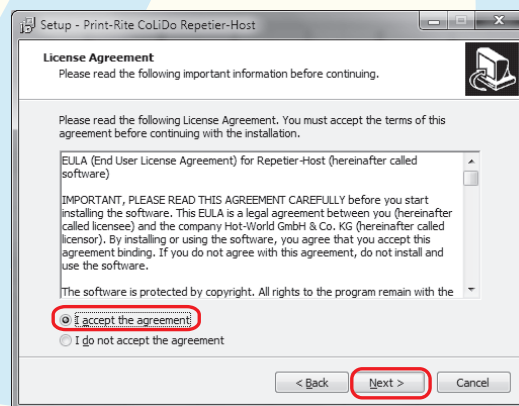 Setup - Print-Rite CoLiDo Repetier-Host
License Agreement
Please read the following important information before continuing.
Please read the following License Agreement. You must accept the terms of this
agreement before continuing with the installation.
EULA (End User License Agreement) for Repetier-Host (hereinafter called
software)
IMPORTANT, PLEASE READ THIS AGREEMENT CAREFULLY before you start
installing the software. This EULA is a legal agreement between you (hereinafter
called licensee) and the company Hot-World GmbH & Co. KG (hereinafter called
licensor). By installing or using the software, you agree that you accept this
agreement binding. If you do not agree with this agreement, do not install and
use the software.
The software is protected by copyright. All rights to the program remain with the
I accept the agreement
I do not accept the agreement
< Back Next > Cancel